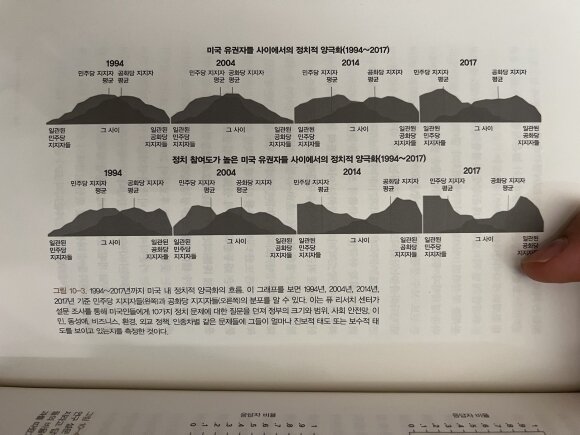 미국 유권자들 사이에서의 정치적 양극화(1994~2017)
1994
2004
2014
2017
민주당 지지자 평균
공화당 지지자 평균
민주당 지지자 평균
공화당 지지자 평균
민주당 지지자 평균
공화당 지지자 평균
민주당 지지자 평균
공화당 지지자 평균
일관된 민주당 지지자들
그 사이
일관된 공화당 지지자들
일관된 민주당 지지자들
그 사이
일관된 공화당 지지자들
일관된 민주당 지지자들
그 사이
일관된 공화당 지지자들
일관된 민주당 지지자들
그 사이
일관된 공화당 지지자들
정치 참여도가 높은 미국 유권자들 사이에서의 정치적 양극화(1994~2017)
1994
2004
2014
2017
민주당 지지자 평균
공화당 지지자 평균
민주당 지지자 평균
공화당 지지자 평균
민주당 지지자 평균
공화당 지지자 평균
민주당 지지자 평균
공화당 지지자 평균
일관된 민주당 지지자들
그 사이
일관된 공화당 지지자들
일관된 민주당 지지자들
그 사이
일관된 공화당 지지자들
일관된 민주당 지지자들
그 사이
일관된 공화당 지지자들
일관된 민주당 지지자들
그 사이
일관된 공화당 지지자들
그림 10-3. 1994~2017년까지 미국 내 정치적 양극화의 흐름. 이 그래프를 보면 1994년, 2004년, 2014년,
2017년 기준 민주당 지지자들(왼쪽)과 공화당 지지자들(오른쪽)의 분포를 알 수 있다. 이는 퓨 리서치 센터가
설문 조사를 통해 미국인들에게 10가지 정치 문제에 대한 질문을 던져 정부의 크기와 범위, 사회 안전망, 이
민, 동성애, 비즈니스, 환경, 외교 정책, 인종차별 같은 문제들에 그들이 얼마나 진보적 태도 또는 보수적 태
도를 보이고 있는지를 측정한 것이다.
응답자 비율
응답자 비율